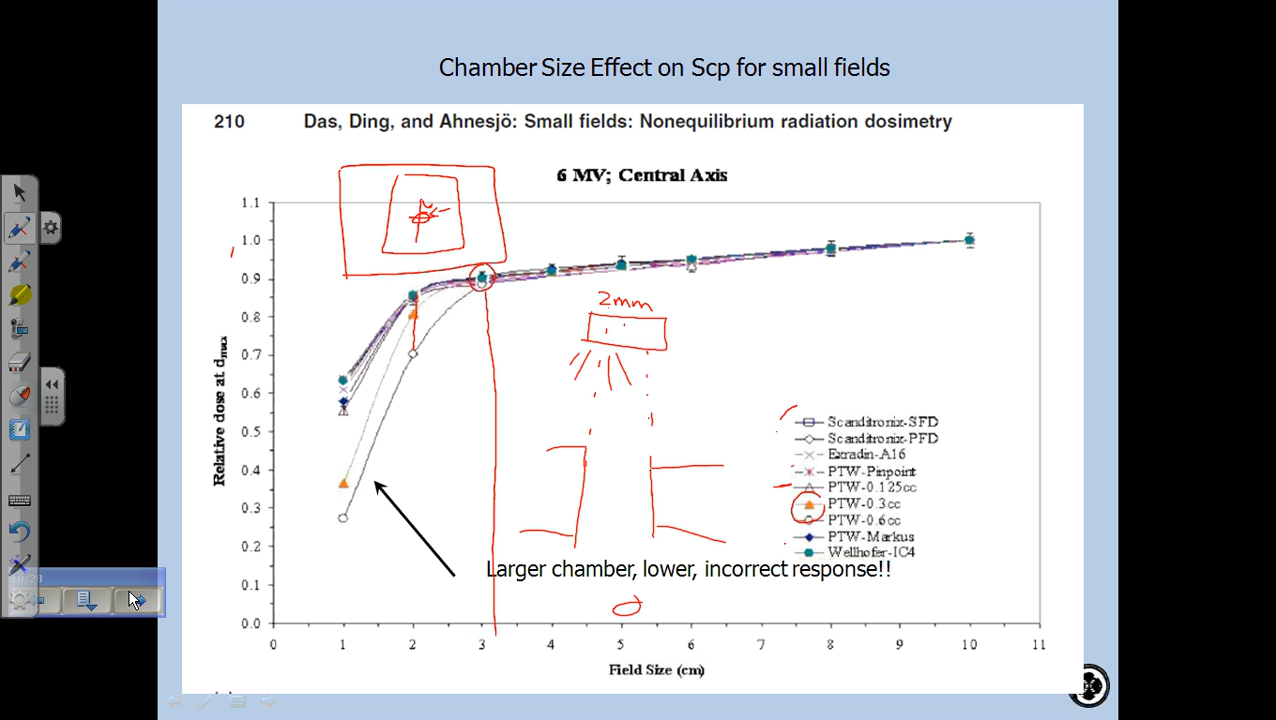 Chamber Size Effect on Scp for small fields
210 Das, Ding, and Ahnesjö: Small fields: Nonequilibrium radiation dosimetry
6 MV; Central Axis
1.1
1.0
0.9
0.8
0.7
0.6
0.5
0.4
0.3
0.2
0.1
0.0
Relative dose at dmax
2mm
Scanditronix-SFD
Scanditronix-PFD
Exradin-A16
PTW-Pinpoint
PTW-0.125cc
PTW-0.3cc
PTW-0.6cc
PTW-Markus
Wellhofer-IC4
Larger chamber, lower, incorrect response!!
0 1 2 3 4 5 6 7 8 9 10 11
Field Size (cm)